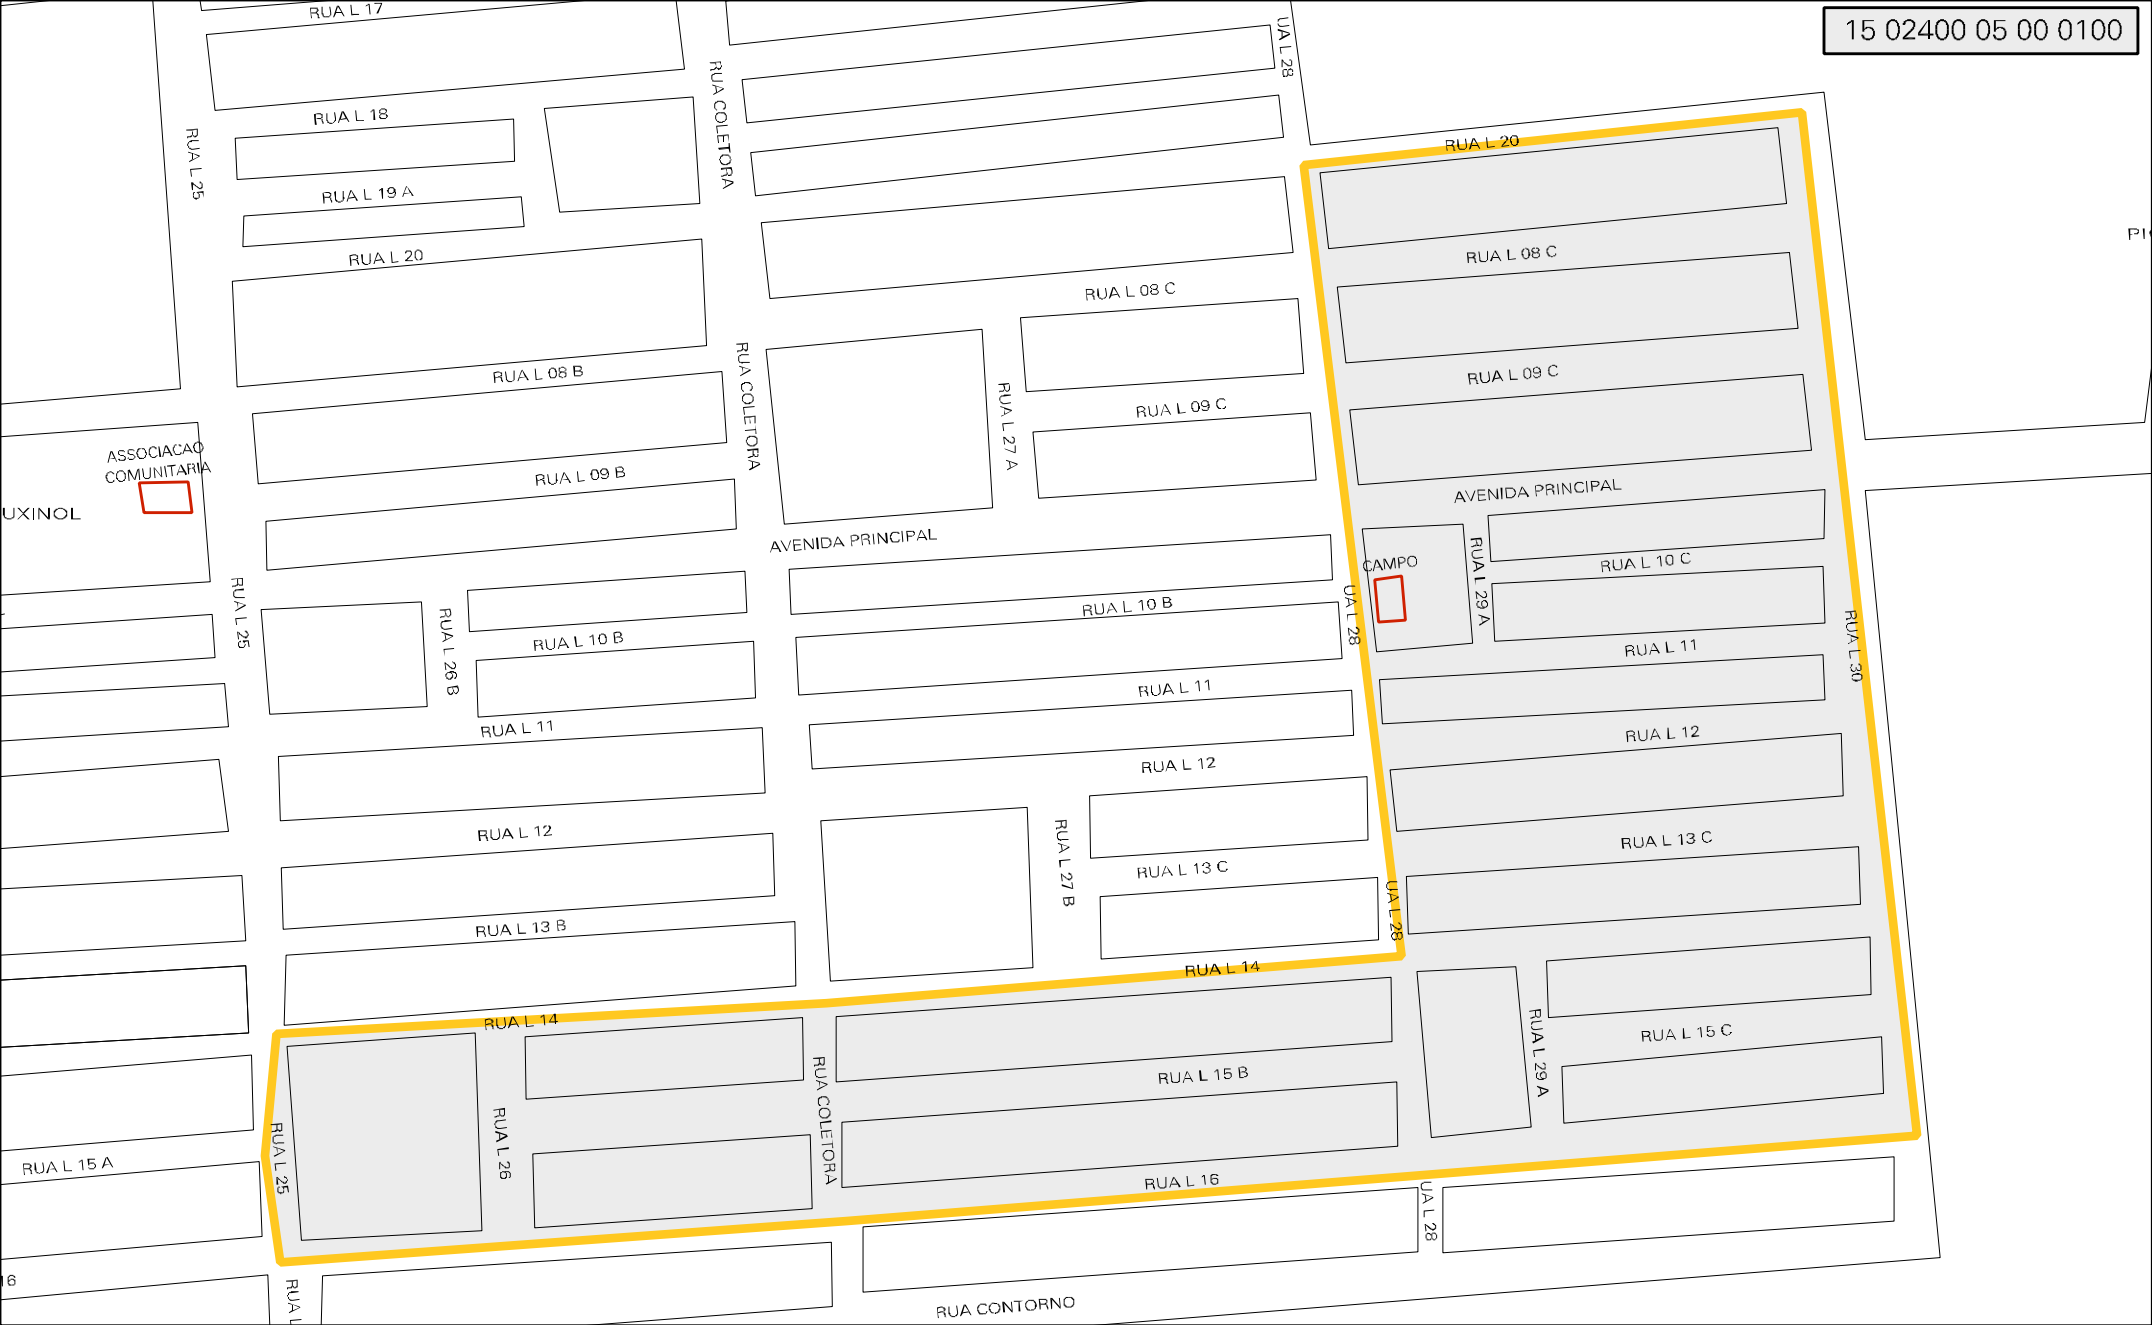 RUA L 17
15 02400 05 00 0100
UA L 28
RUA COLETORA
RUA L 18
RUA L 25
RUA L 20
RUA L 19 A
RUA L 20
RUA L 08 C
RUA L 08 C
RUA L 08 B
RUA COLETORA
RUA L 09 C
RUA L 27 A
RUA L 09 C
ASSOCIACAO
COMUNITARIA
RUA L 09 B
AVENIDA PRINCIPAL
UXINOL
AVENIDA PRINCIPAL
CAMPO
RUA L 29 A
RUA L 10 C
RUA L 25
UA L 28
RUA L 10 B
RUA L 26 B
RUA L 10 B
RUA L 11
RUA L 30
RUA L 11
RUA L 11
RUA L 12
RUA L 12
RUA L 12
RUA L 27 B
RUA L 13 C
RUA L 13 C
UA L 28
RUA L 13 B
RUA L 14
RUA L 14
RUA L 29 A
RUA L 15 C
RUA COLETORA
RUA L 15 B
RUA L 26
RUA L 25
RUA L 15 A
RUA L 16
UA L 28
16
RUA L
RUA CONTORNO